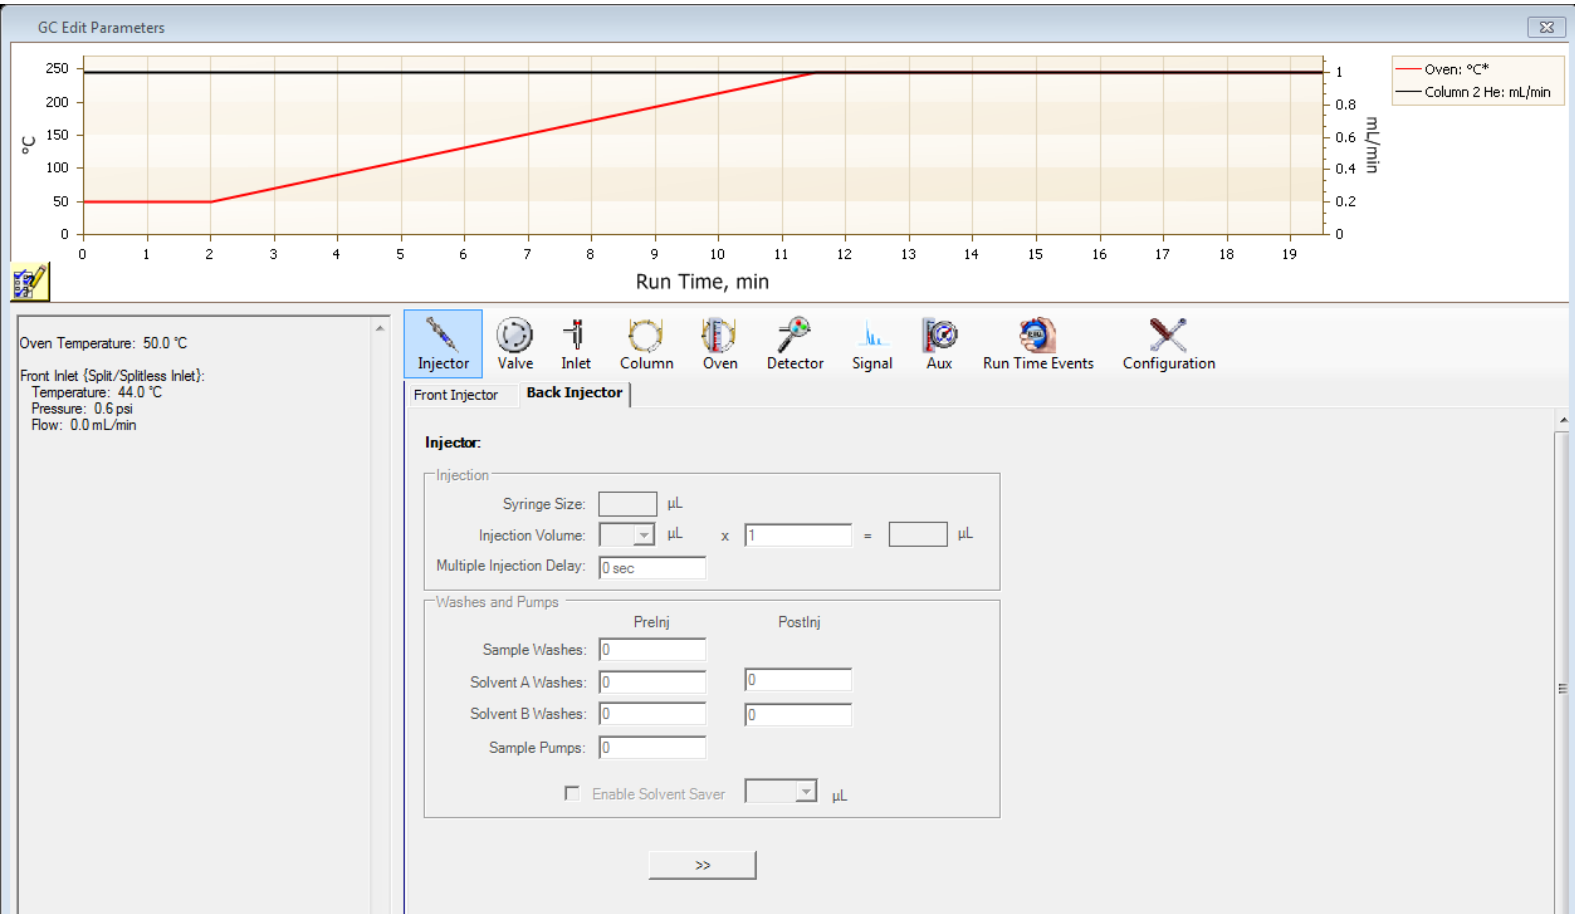 GC Edit Parameters
250
200
150
100
50
0
°C
1
0.8
0.6
0.4
0.2
0
mL/min
0 1 2 3 4 5 6 7 8 9 10 11 12 13 14 15 16 17 18 19
Run Time, min
Oven: °C*
Column 2 He: mL/min
Oven Temperature: 50.0 °C
Front Inlet {Split/Splitless Inlet}:
Temperature: 44.0 °C
Pressure: 0.6 psi
Flow: 0.0 mL/min
Injector Valve Inlet Column Oven Detector Signal Aux Run Time Events Configuration
Front Injector Back Injector
Injector:
Injection
Syringe Size: µL
Injection Volume: µL x 1 = µL
Multiple Injection Delay: 0 sec
Washes and Pumps
PreInj PostInj
Sample Washes: 0
Solvent A Washes: 0 0
Solvent B Washes: 0 0
Sample Pumps: 0
Enable Solvent Saver µL
>>